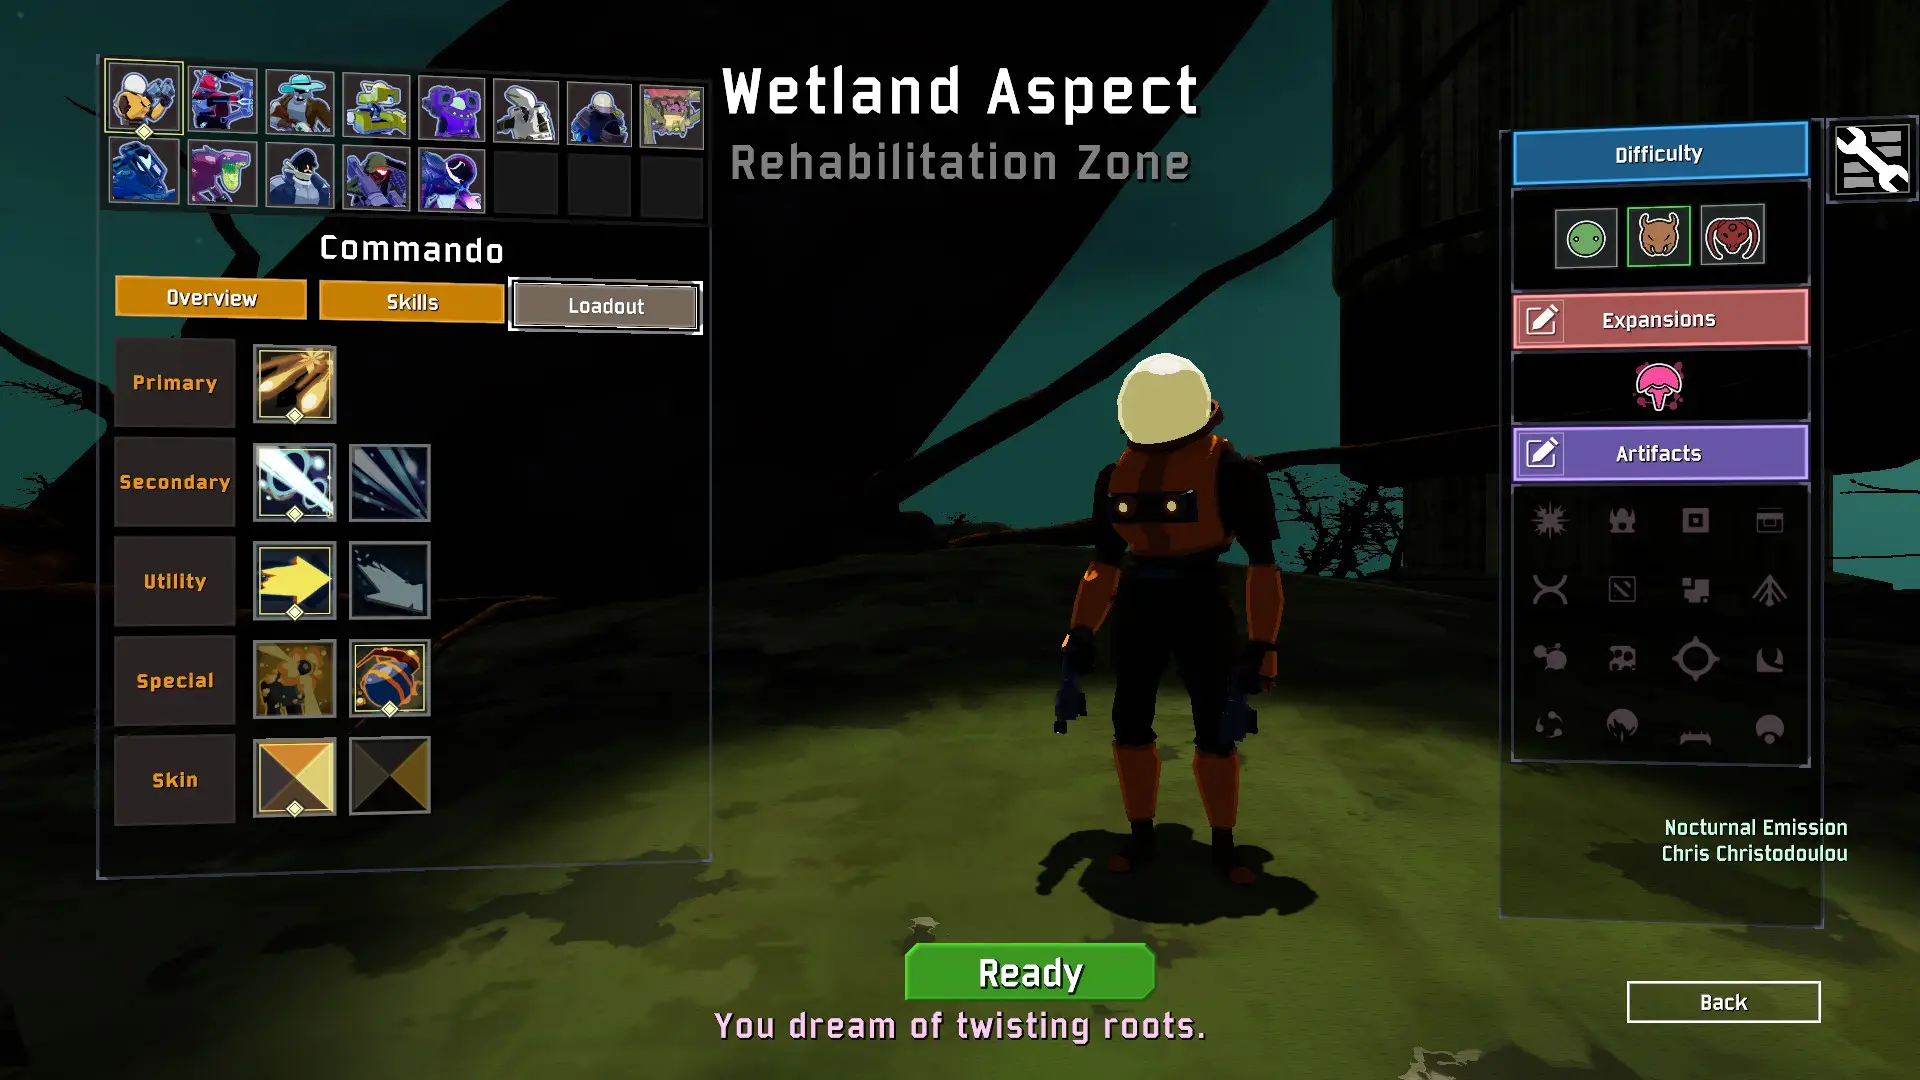 Wetland Aspect
Rehabilitation Zone
Commando
Overview
Skills
Loadout
Primary
Secondary
Utility
Special
Skin
Difficulty
Expansions
Artifacts
Nocturnal Emission
Chris Christodoulou
Ready
You dream of twisting roots.
Back